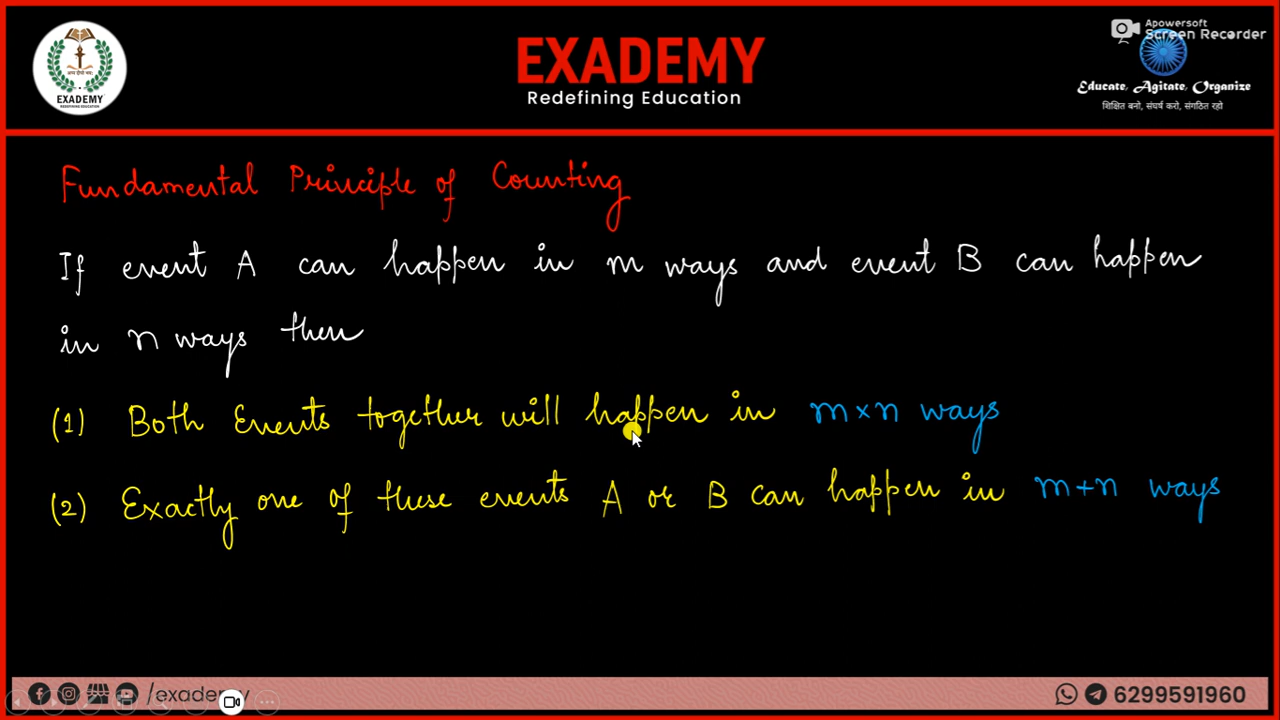 EXADEMY
REDEFINING EDUCATION
EXADEMY
Redefining Education
Apowersoft
Screen Recorder
Educate, Agitate, Organize
शिक्षित बनो, संघर्ष करो, संगठित रहो
Fundamental Principle of Counting
If event A can happen in m ways and event B can happen
in n ways then
(1) Both Events together will happen in m×n ways
(2) Exactly one of these events A or B can happen in m+n ways
/exademy
6299591960